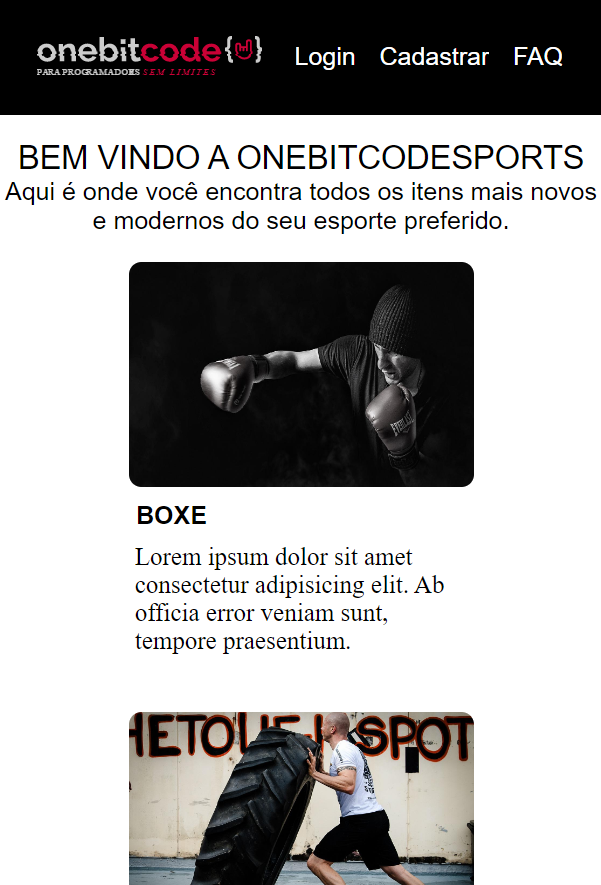 onebitcode{ }
PARA PROGRAMADORES SEM LIMITES
Login Cadastrar FAQ
BEM VINDO A ONEBITCODESPORTS
Aqui é onde você encontra todos os itens mais novos
e modernos do seu esporte preferido.
EVERLAST
BOXE
Lorem ipsum dolor sit amet
consectetur adipisicing elit. Ab
officia error veniam sunt,
tempore praesentium.
SPOT